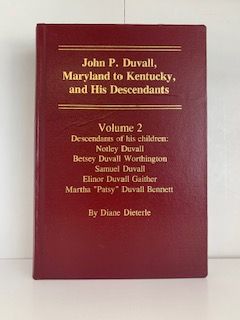 John P. Duvall,
Maryland to Kentucky,
and His Descendants
Volume 2
Descendants of his children:
Notley Duvall
Betsey Duvall Worthington
Samuel Duvall
Elinor Duvall Gaither
Martha "Patsy" Duvall Bennett
By Diane Dieterle